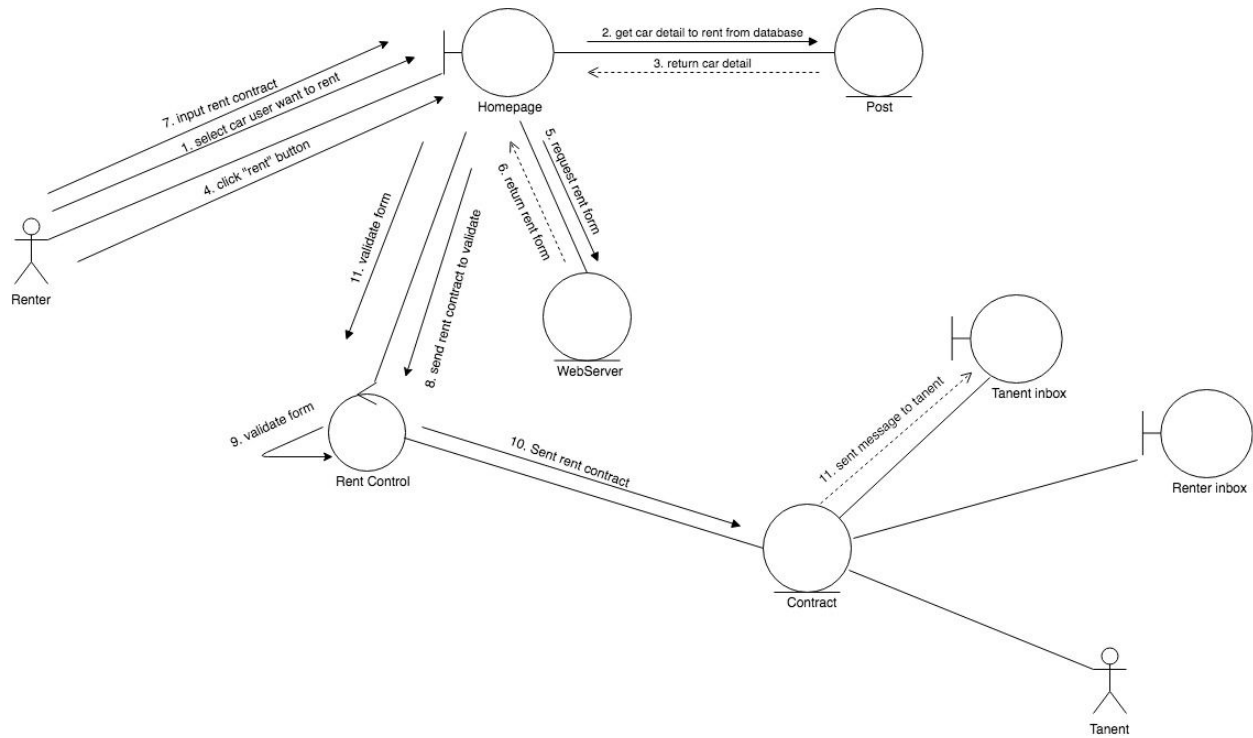 2. get car detail to rent from database
3. return car detail
Homepage
Post
7. input rent contract
1. select car user want to rent
4. click "rent" button
5. request rent form
6. return rent form
11. validate form
8. send rent contract to validate
Renter
WebServer
9. validate form
Rent Control
10. Sent rent contract
11. sent message to tanent
Tanent inbox
Renter inbox
Contract
Tanent